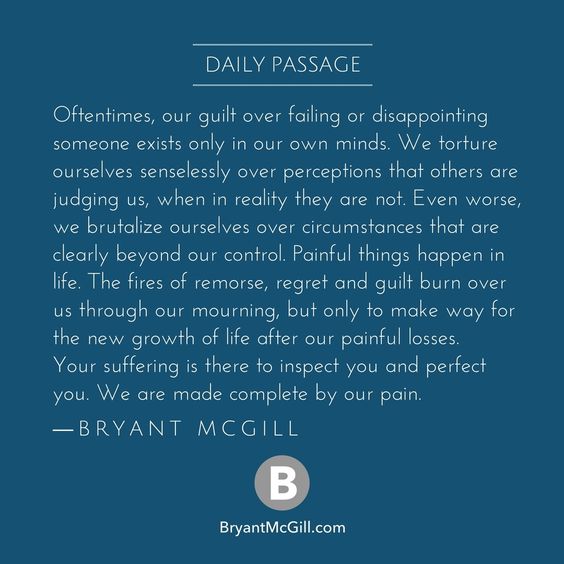 DAILY PASSAGE
Oftentimes, our guilt over failing or disappointing
someone exists only in our own minds. We torture
ourselves senselessly over perceptions that others are
judging us, when in reality they are not. Even worse,
we brutalize ourselves over circumstances that are
clearly beyond our control. Painful things happen in
life. The fires of remorse, regret and guilt burn over
us through our mourning, but only to make way for
the new growth of life after our painful losses.
Your suffering is there to inspect you and perfect
you. We are made complete by our pain.
—BRYANT MCGILL
B
BryantMcGill.com